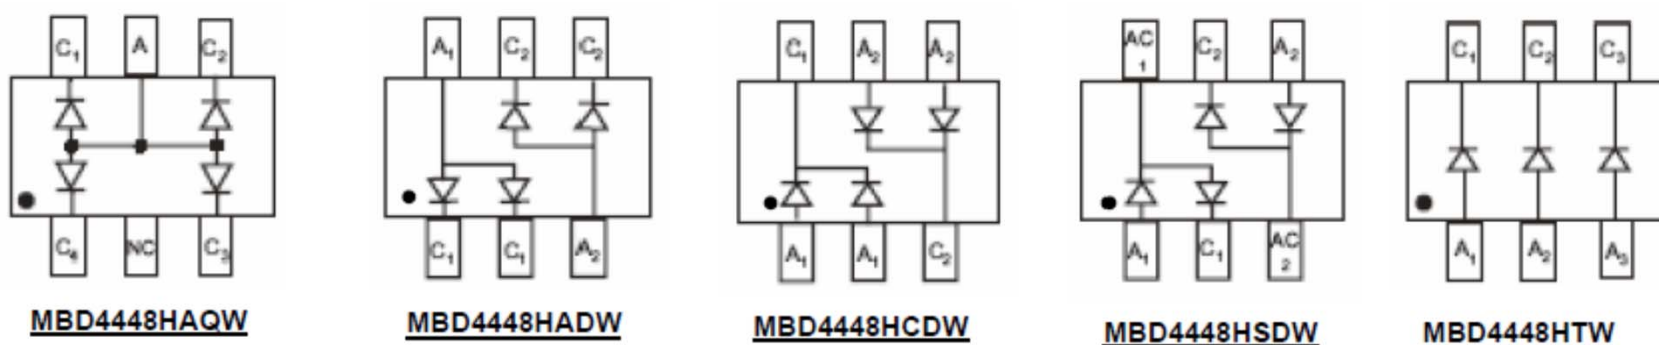 C₁ A C₂ A₁ C₂ C₂ C₁ A₂ A₂ AC1 C₂ A₂ C₁ C₂ C₃
C₄ NC C₃ C₁ C₁ A₂ A₁ A₁ C₂ A₁ C₁ AC2 A₁ A₂ A₃
MBD4448HAQW MBD4448HADW MBD4448HCDW MBD4448HSDW MBD4448HTW